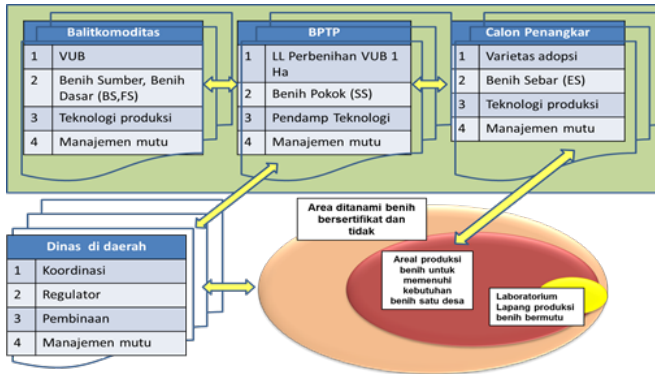 Balitkomoditas
1 VUB
2 Benih Sumber, Benih
Dasar (BS,FS)
3 Teknologi produksi
4 Manajemen mutu
BPTP
1 LL Perbenihan VUB 1
Ha
2 Benih Pokok (SS)
3 Pendamp Teknologi
4 Manajemen mutu
Calon Penangkar
1 Varietas adopsi
2 Benih Sebar (ES)
3 Teknologi produksi
4 Manajemen mutu
Dinas di daerah
1 Koordinasi
2 Regulator
3 Pembinaan
4 Manajemen mutu
Area ditanami benih
bersertifikat dan
tidak
Areal produksi
benih untuk
memenuhi
kebutuhan
benih satu desa
Laboratorium
Lapang produksi
benih bermutu